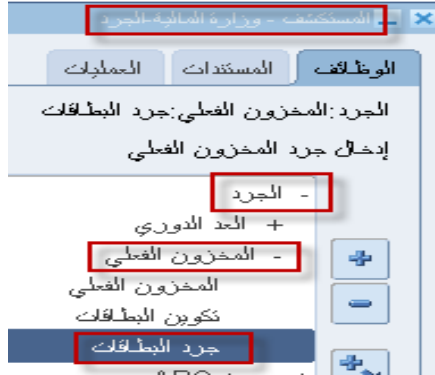 المستكشف - وزارة المالية-الجرد
الوظائف المستندات العمليات
الجرد:المخزون الفعلي:جرد البطاقات
إدخال جرد المخزون الفعلي
- الجرد
+ العد الدوري
- المخزون الفعلي
المخزون الفعلي
تكوين البطاقات
جرد البطاقات